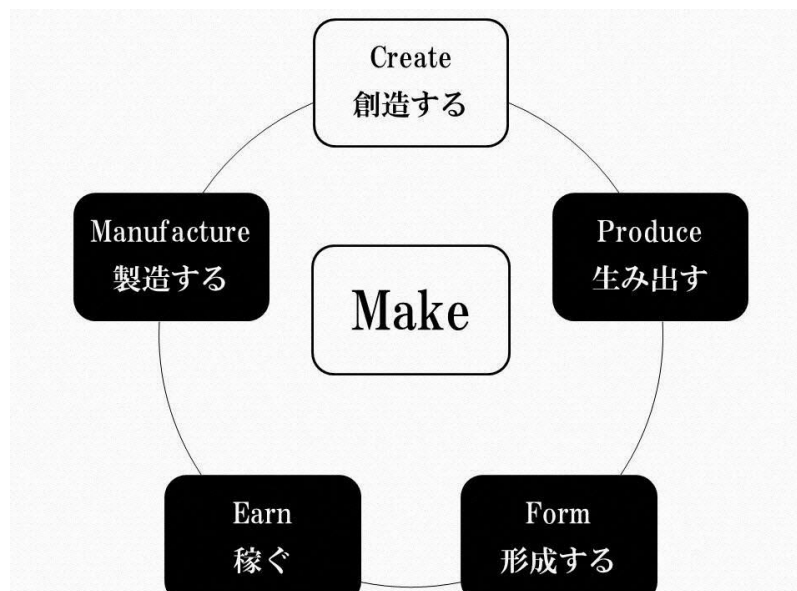 Create
創造する
Manufacture
製造する
Produce
生み出す
Make
Earn
稼ぐ
Form
形成する